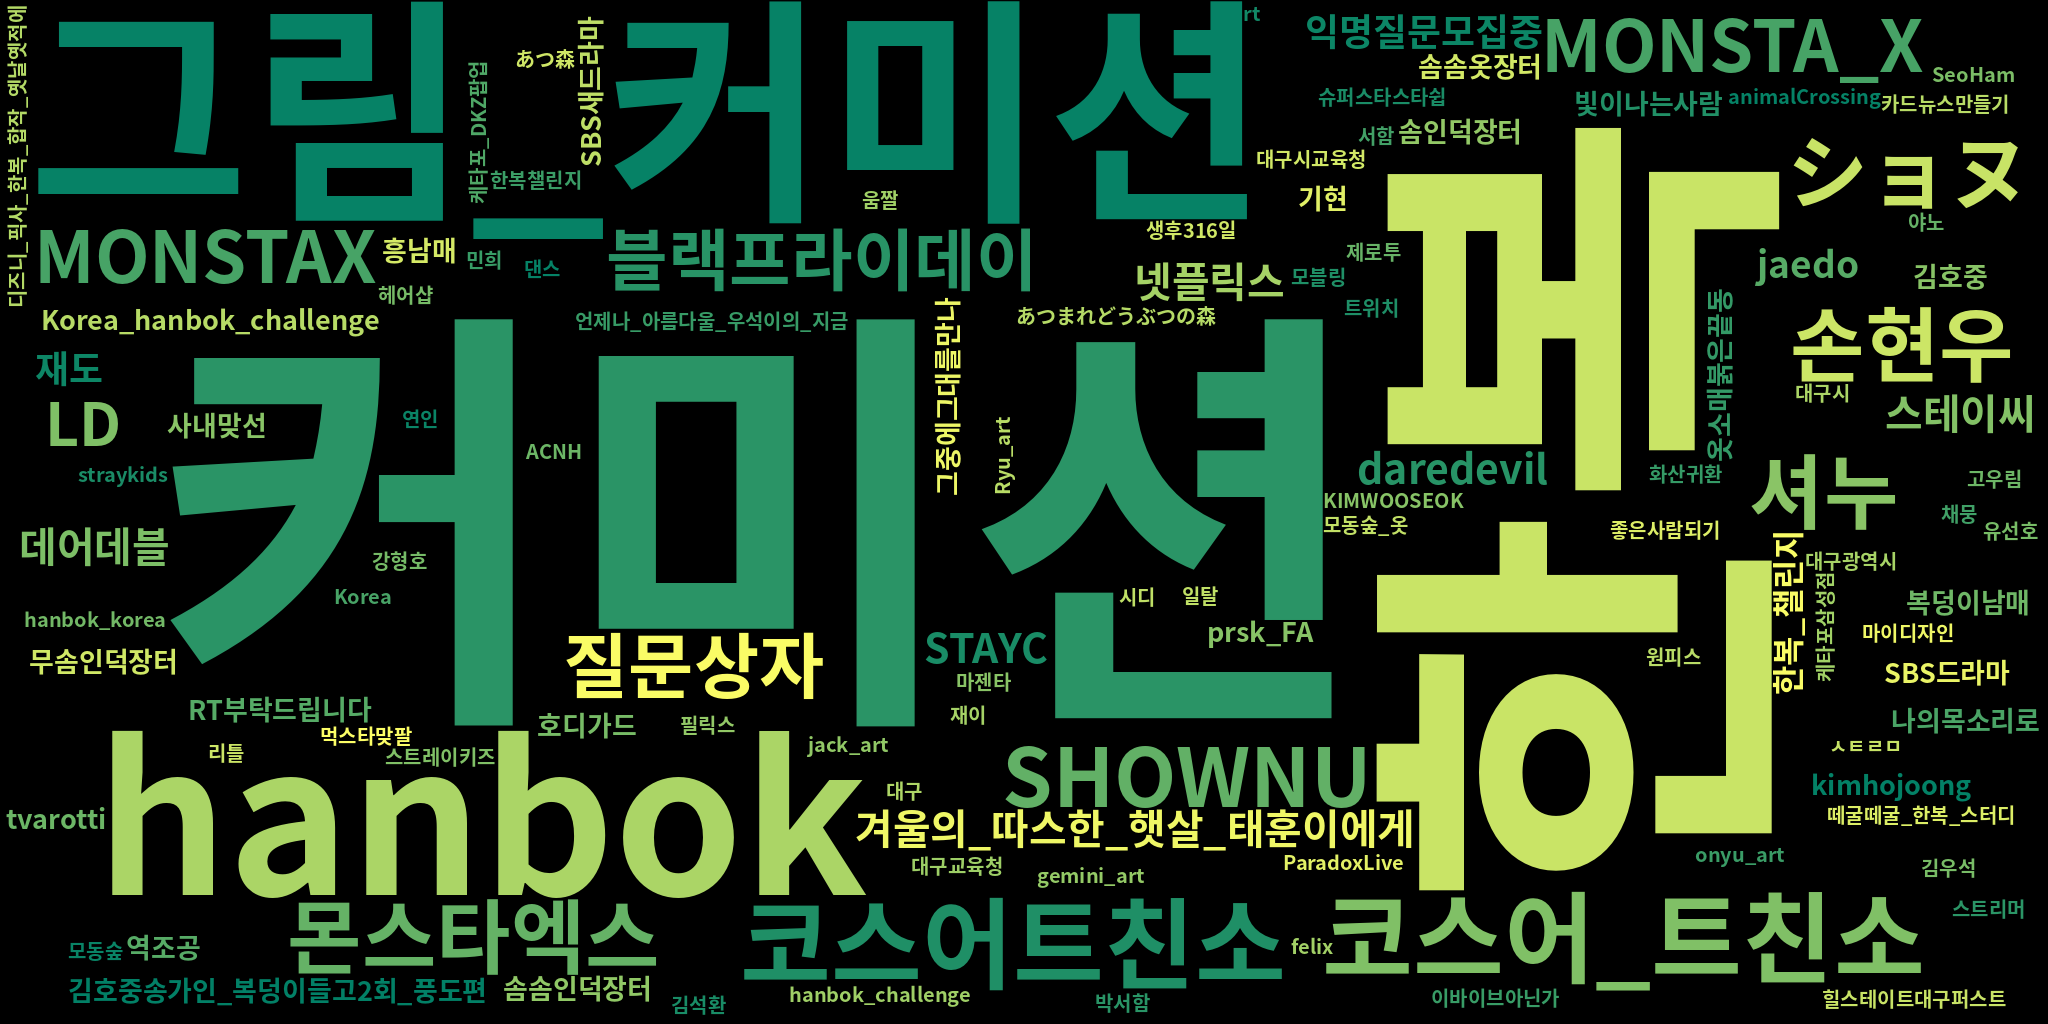 그림_커미션
art
익명질문모집중
MONSTA_X
あつ森
SBS새드라마
케타포_DKZ팝업
디즈니_픽사_한복_합작_옛날옛적에
솜솜옷장터
SeoHam
슈퍼스타스타쉽
빛이나는사람
animalCrossing
카드뉴스만들기
서함
솜인덕장터
대구시교육청
한복챌린지
움짤
기현
페이
ショヌ
야노
생후316일
MONSTAX
흥남매
민희
댄스
블랙프라이데이
넷플릭스
제로투
모블링
jaedo
김호중
헤어샵
Korea_hanbok_challenge
언제나_아름다울_우석이의_지금
그중에그대를만나
あつまれどうぶつの森
트위치
옷소매붉은끝동
손현우
재도
커미션
대구시
LD
사내맞선
연인
ACNH
Ryu_art
스테이씨
straykids
daredevil
화산귀환
셔누
고우림
KIMWOOSEOK
모동숲_옷
좋은사람되기
채뭉
유선호
데어데블
강형호
한복_챌린지
대구광역시
Korea
시디
일탈
케타포삼성점
복덩이남매
hanbok_korea
무솜인덕장터
질문상자
STAYC
prsk_FA
마이디자인
원피스
SBS드라마
마젠타
RT부탁드립니다
호디가드
필릭스
재이
나의목소리로
먹스타맞팔
리틀
스트레이키즈
jack_art
ㅅㅌㄹㅁ
hanbok
SHOWNU
kimhojoong
tvarotti
대구
겨울의_따스한_햇살_태훈이에게
떼굴떼굴_한복_스터디
대구교육청
gemini_art
ParadoxLive
onyu_art
김우석
몬스타엑스
코스어트친소
felix
코스어_트친소
스트리머
모동숲
역조공
김호중송가인_복덩이들고2회_풍도편
솜솜인덕장터
김석환
hanbok_challenge
박서함
이바이브아닌가
힐스테이트대구퍼스트